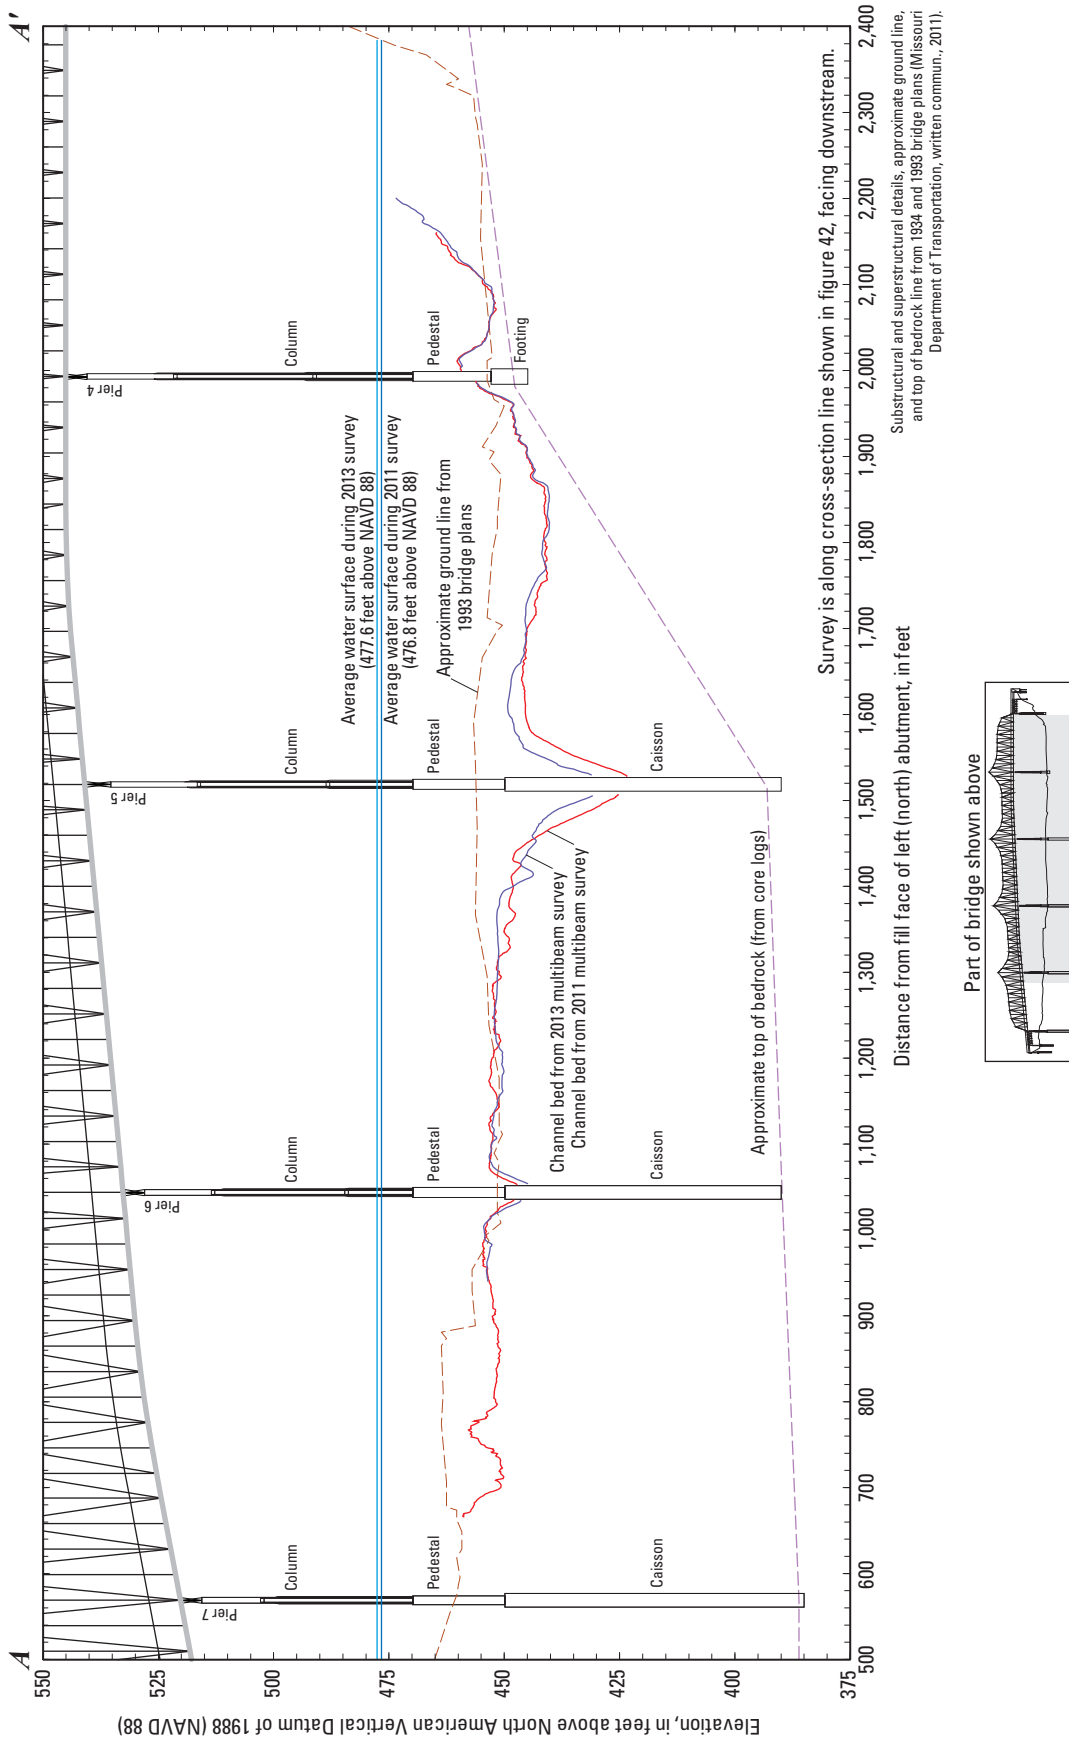 A
A'
550
525
500
475
450
425
400
375
Elevation, in feet above North American Vertical Datum of 1988 (NAVD 88)
500
600
700
800
900
1,000
1,100
1,200
1,300
1,400
1,500
1,600
1,700
1,800
1,900
2,000
2,100
2,200
2,300
2,400
Distance from fill face of left (north) abutment, in feet
Pier 7
Column
Pedestal
Caisson
Pier 6
Column
Pedestal
Caisson
Pier 5
Column
Pedestal
Caisson
Pier 4
Column
Pedestal
Footing
Average water surface during 2013 survey
(477.6 feet above NAVD 88)
Average water surface during 2011 survey
(476.8 feet above NAVD 88)
Approximate ground line from
1993 bridge plans
Channel bed from 2013 multibeam survey
Channel bed from 2011 multibeam survey
Approximate top of bedrock (from core logs)
Survey is along cross-section line shown in figure 42, facing downstream.
Substructural and superstructural details, approximate ground line,
and top of bedrock line from 1934 and 1993 bridge plans (Missouri
Department of Transportation, written commun., 2011).
Part of bridge shown above